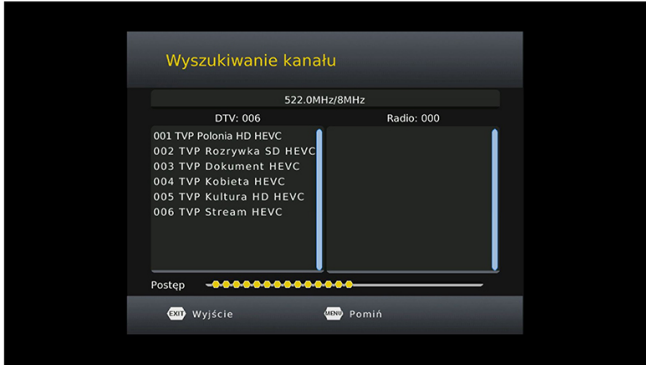 Wyszukiwanie kanału
522.0MHz/8MHz
DTV: 006
Radio: 000
001 TVP Polonia HD HEVC
002 TVP Rozrywka SD HEVC
003 TVP Dokument HEVC
004 TVP Kobieta HEVC
005 TVP Kultura HD HEVC
006 TVP Stream HEVC
Postęp
EXIT Wyjście
MENU Pomiń